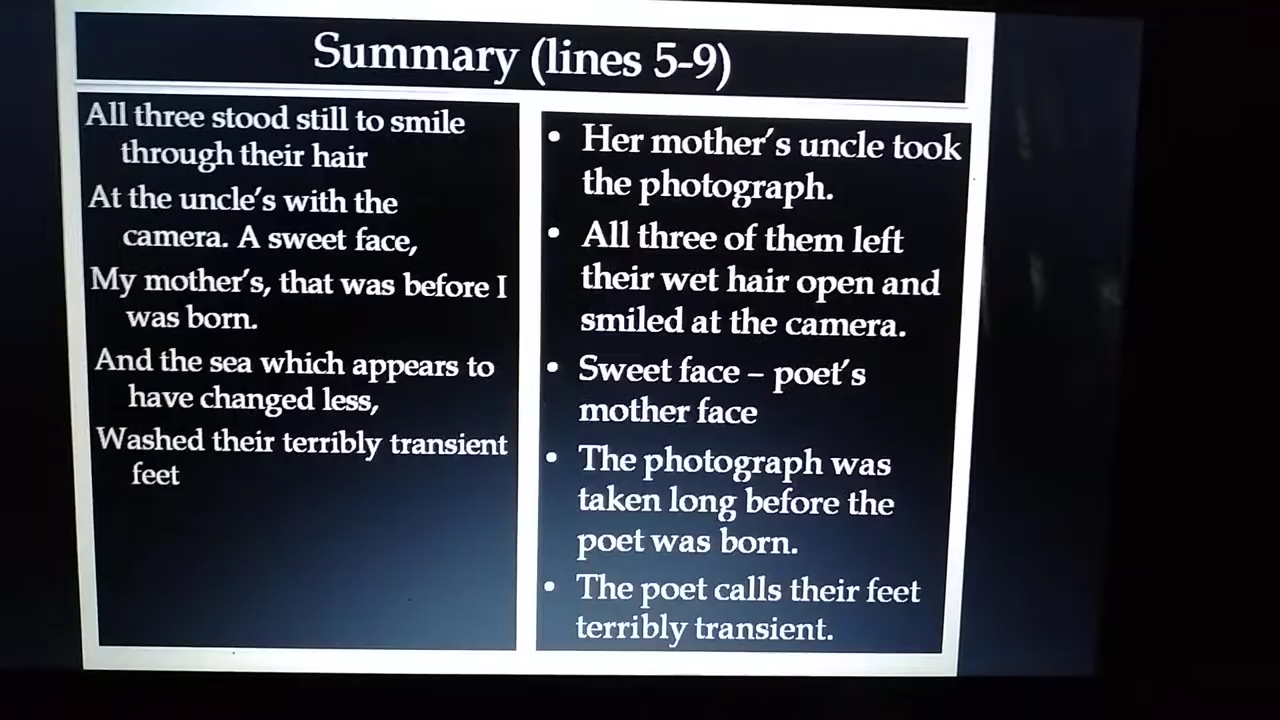 Summary (lines 5-9)
All three stood still to smile
through their hair
At the uncle's with the
camera. A sweet face,
My mother's, that was before I
was born.
And the sea which appears to
have changed less,
Washed their terribly transient
feet
• Her mother's uncle took
the photograph.
• All three of them left
their wet hair open and
smiled at the camera.
• Sweet face – poet's
mother face
• The photograph was
taken long before the
poet was born.
• The poet calls their feet
terribly transient.